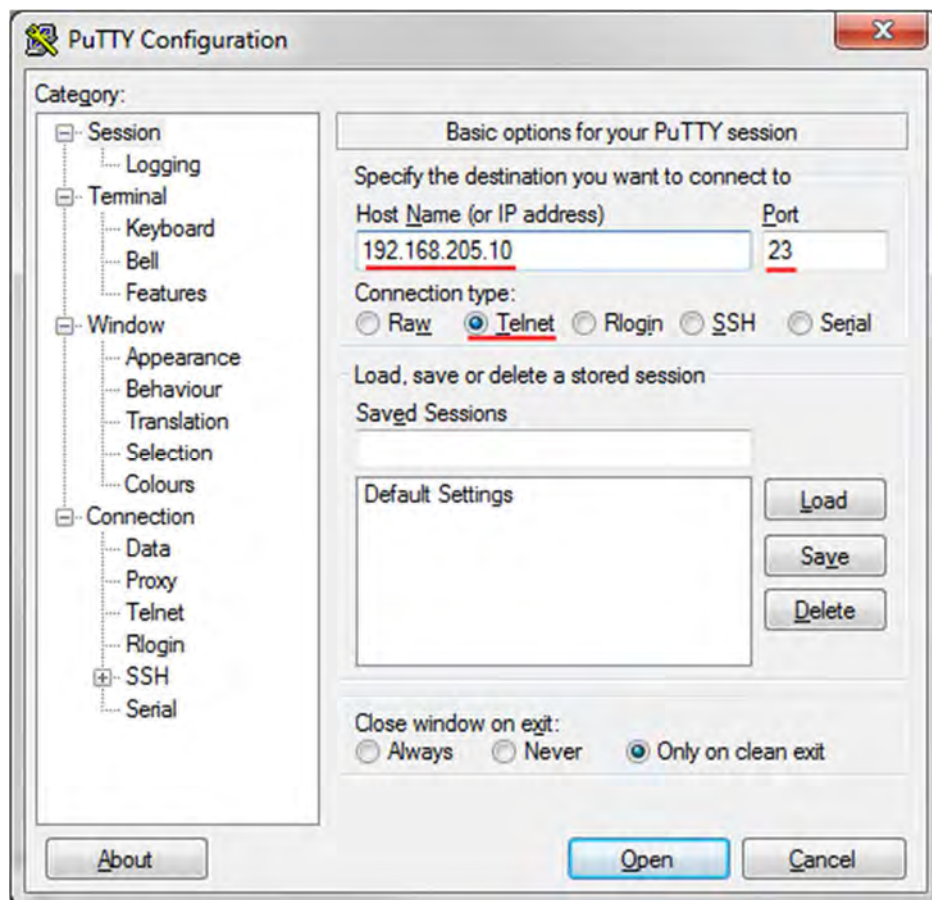 PuTTY Configuration
Category:
Session
Logging
Terminal
Keyboard
Bell
Features
Window
Appearance
Behaviour
Translation
Selection
Colours
Connection
Data
Proxy
Telnet
Rlogin
SSH
Serial
Basic options for your PuTTY session
Specify the destination you want to connect to
Host Name (or IP address) Port
192.168.205.10 23
Connection type:
Raw Telnet Rlogin SSH Serial
Load, save or delete a stored session
Saved Sessions
Default Settings
Load
Save
Delete
Close window on exit:
Always Never Only on clean exit
About Open Cancel